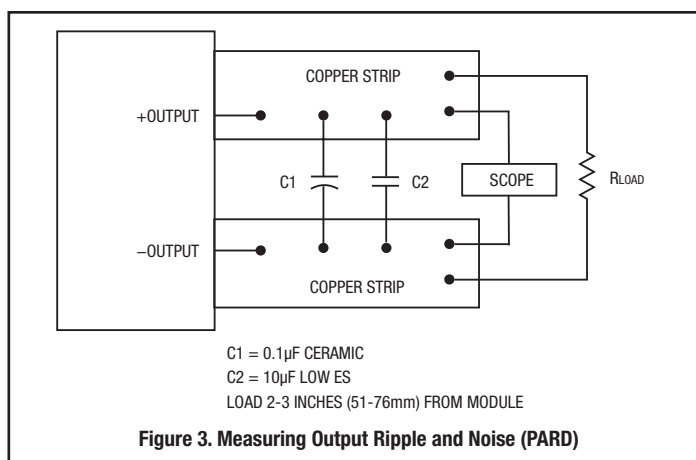 COPPER STRIP
+OUTPUT
C1
C2
SCOPE
RLOAD
−OUTPUT
COPPER STRIP
C1 = 0.1µF CERAMIC
C2 = 10µF LOW ES
LOAD 2-3 INCHES (51-76mm) FROM MODULE
Figure 3. Measuring Output Ripple and Noise (PARD)